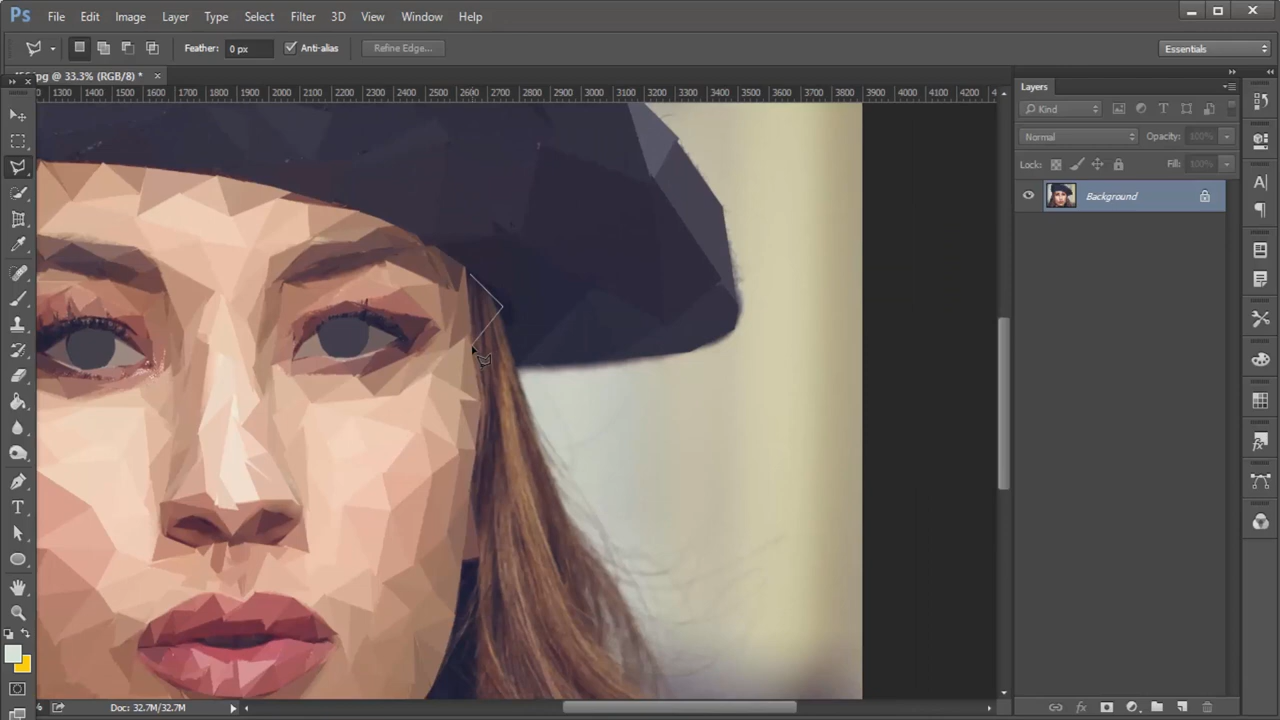 Ps File Edit Image Layer Type Select Filter 3D View Window Help
Feather: 0 px Anti-alias Refine Edge... Essentials
.jpg @ 33.3% (RGB/8) * ×
1300 1400 1500 1600 1700 1800 1900 2000 2100 2200 2300 2400 2500 2600 2700 2800 2900 3000 3100 3200 3300 3400 3500 3600 3700 3800 3900 4000 4100 4200
Layers
Kind
Normal Opacity: 100%
Lock: Fill: 100%
Background
Doc: 32.7M/32.7M